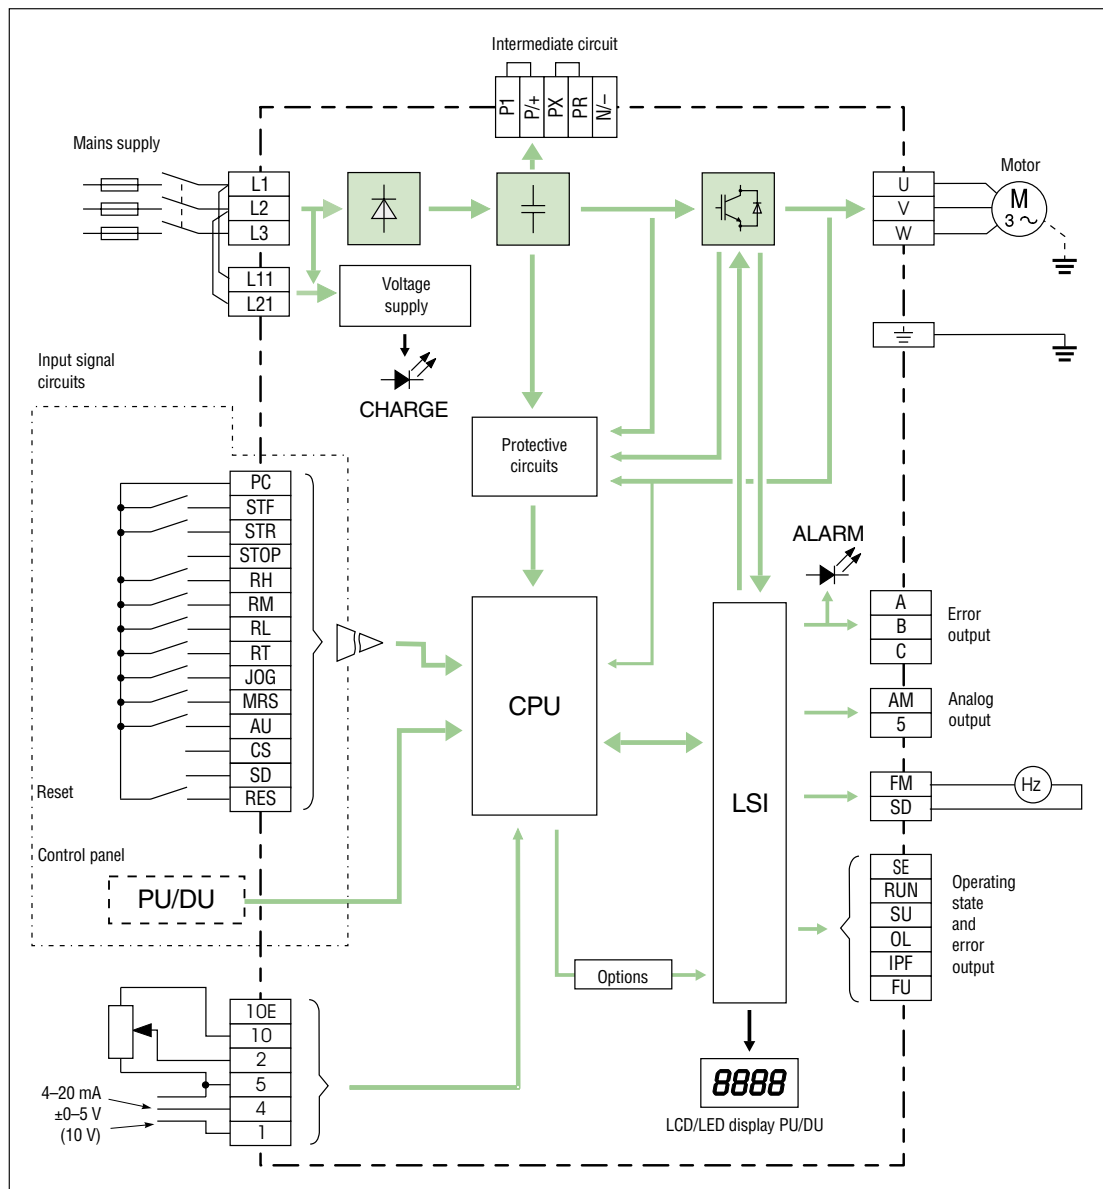 Intermediate circuit
P1
P/+
PX
PR
N/–
Mains supply
L1
L2
L3
L11
L21
Voltage
supply
CHARGE
U
V
W
Motor
M
3 ~
Input signal
circuits
Protective
circuits
PC
STF
STR
STOP
RH
RM
RL
RT
JOG
MRS
AU
CS
SD
RES
Reset
Control panel
PU/DU
CPU
LSI
ALARM
A
B
C
Error
output
AM
5
Analog
output
FM
SD
Hz
SE
RUN
SU
OL
IPF
FU
Operating
state
and
error
output
Options
10E
10
2
5
4
1
4–20 mA
±0–5 V
(10 V)
8888
LCD/LED display PU/DU